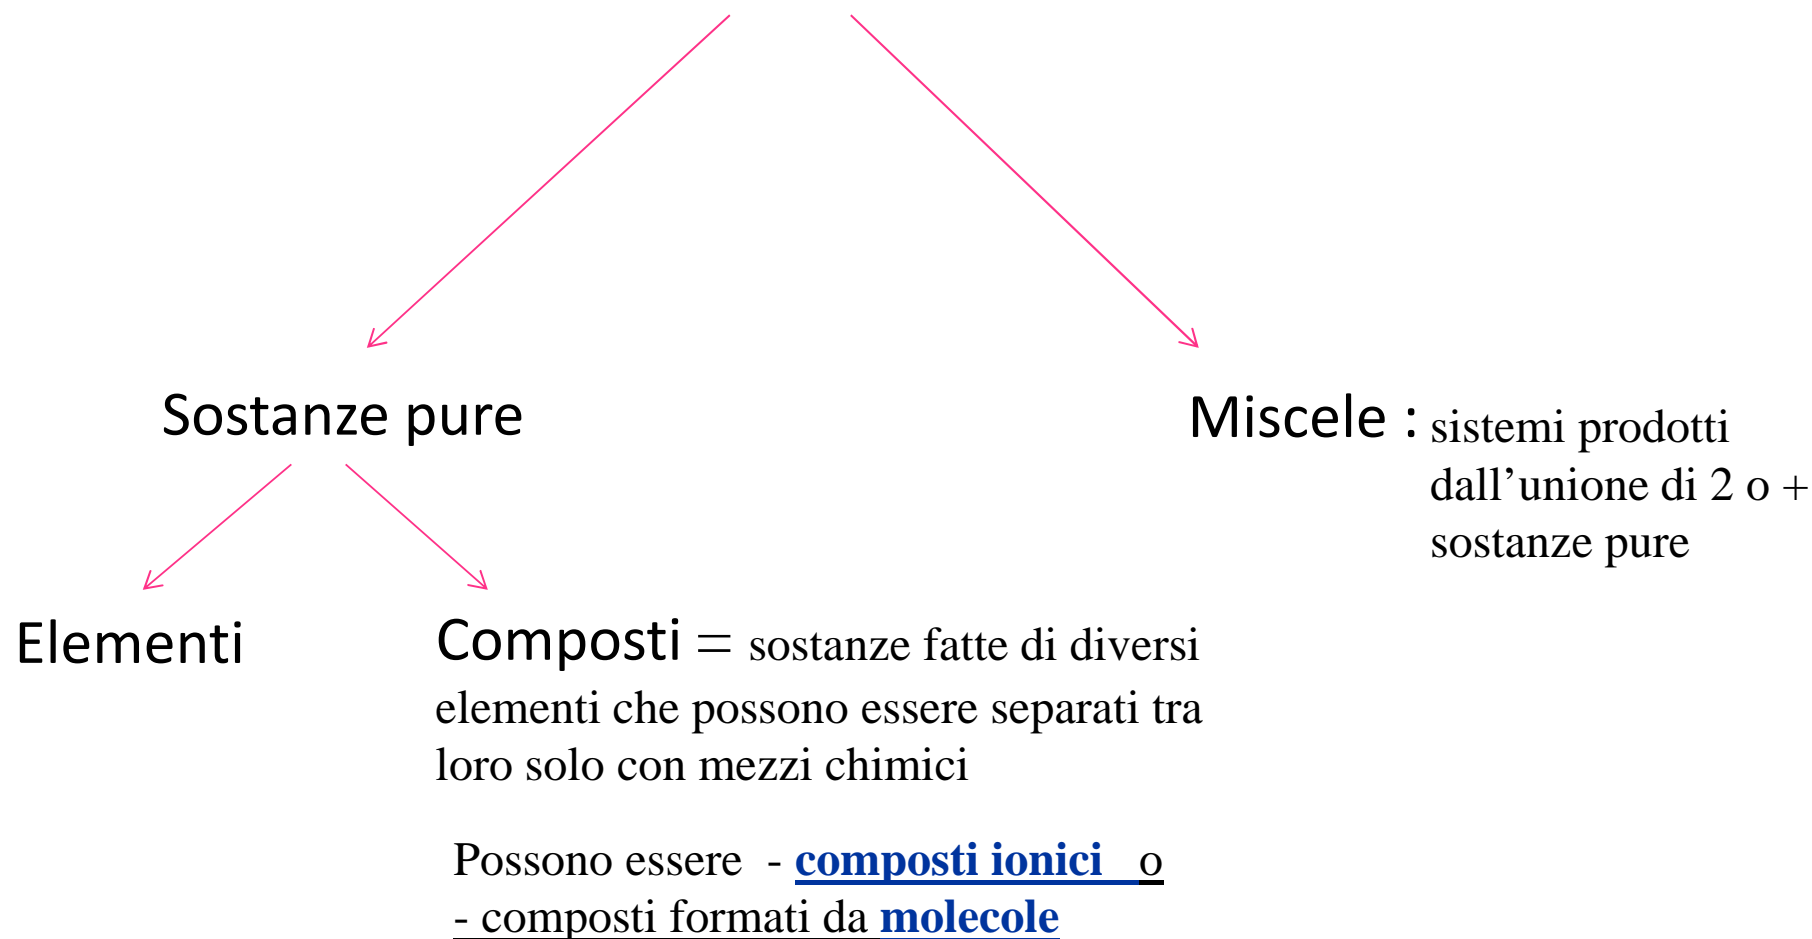 Sostanze pure
Miscele : sistemi prodotti
dall’unione di 2 o +
sostanze pure
Elementi
Composti = sostanze fatte di diversi
elementi che possono essere separati tra
loro solo con mezzi chimici
Possono essere - composti ionici o
- composti formati da molecole